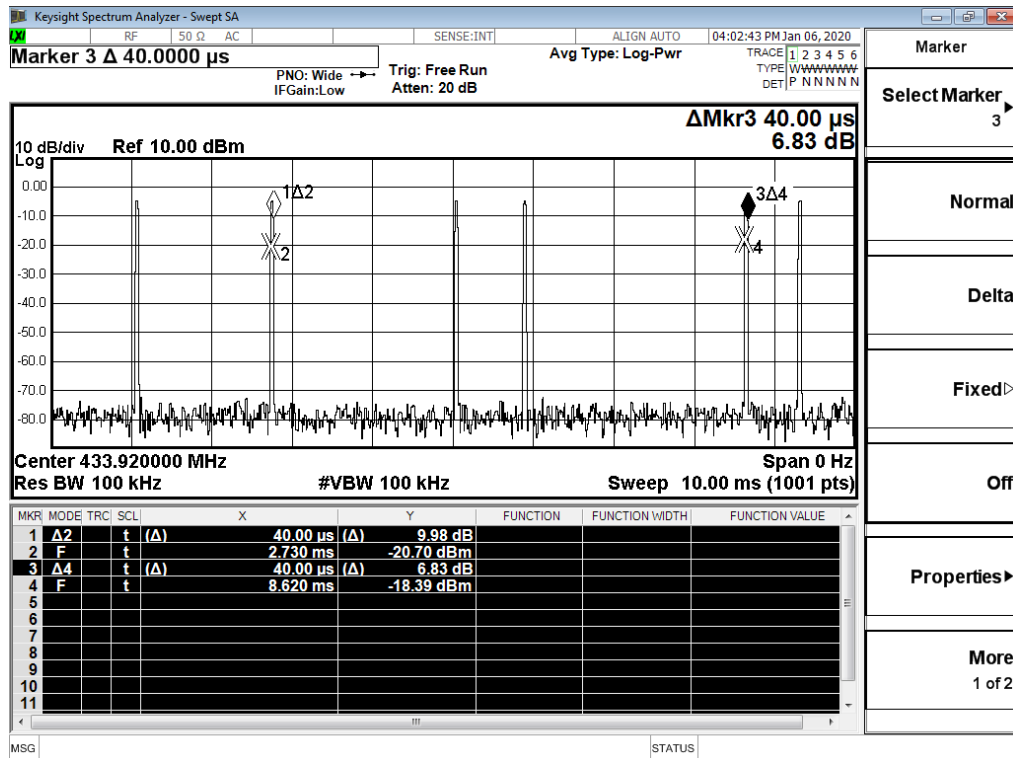 Keysight Spectrum Analyzer - Swept SA
LXI RF 50 Ω AC SENSE:INT ALIGN AUTO 04:02:43 PM Jan 06, 2020
Marker 3 Δ 40.0000 µs
PNO: Wide
IFGain:Low
Trig: Free Run
Atten: 20 dB
Avg Type: Log-Pwr
TRACE 1 2 3 4 5 6
TYPE WWWWWW
DET P N N N N N
ΔMkr3 40.00 µs
6.83 dB
10 dB/div Ref 10.00 dBm
Log
0.00
-10.0
-20.0
-30.0
-40.0
-50.0
-60.0
-70.0
-80.0
1Δ2
2
3Δ4
4
Center 433.920000 MHz Span 0 Hz
Res BW 100 kHz #VBW 100 kHz Sweep 10.00 ms (1001 pts)
MKR MODE TRC SCL X Y FUNCTION FUNCTION WIDTH FUNCTION VALUE
1 Δ2 t (Δ) 40.00 µs (Δ) 9.98 dB
2 F t 2.730 ms -20.70 dBm
3 Δ4 t (Δ) 40.00 µs (Δ) 6.83 dB
4 F t 8.620 ms -18.39 dBm
5
6
7
8
9
10
11
MSG STATUS
Marker
Select Marker
3
Normal
Delta
Fixed
Off
Properties
More
1 of 2